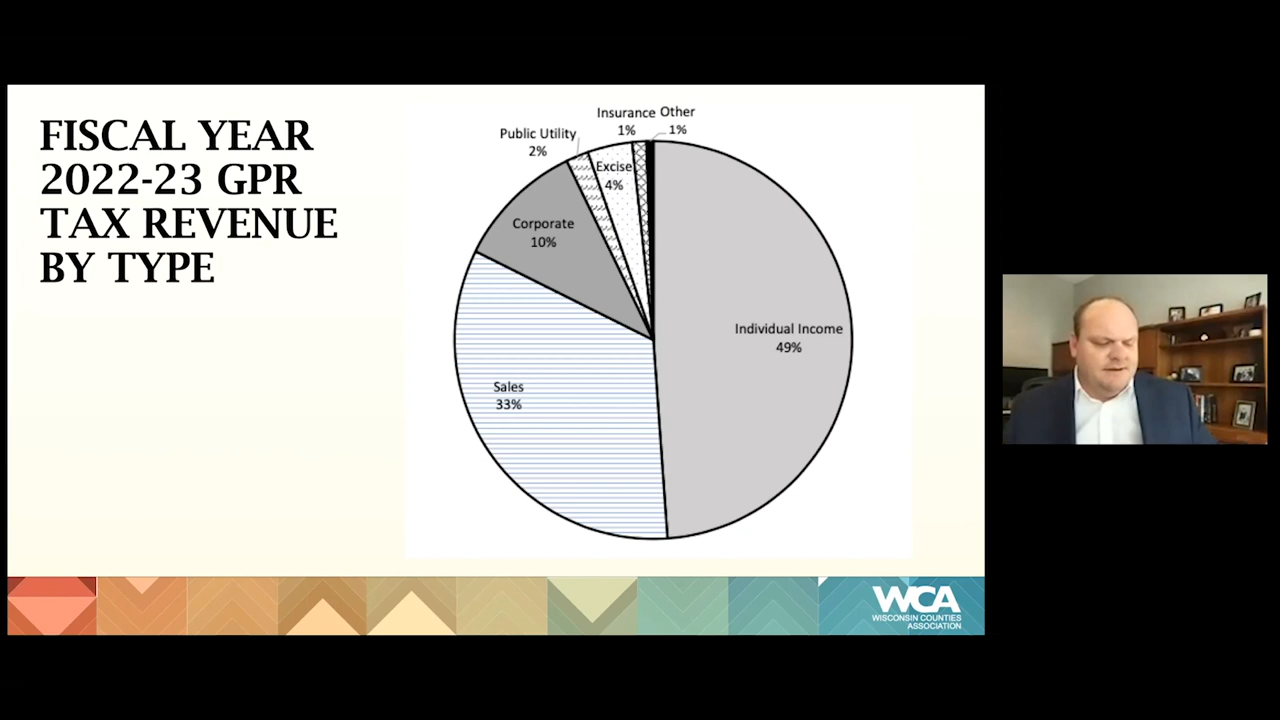 FISCAL YEAR
2022-23 GPR
TAX REVENUE
BY TYPE
Insurance
1%
Other
1%
Public Utility
2%
Excise
4%
Corporate
10%
Individual Income
49%
Sales
33%
WCA
WISCONSIN COUNTIES
ASSOCIATION